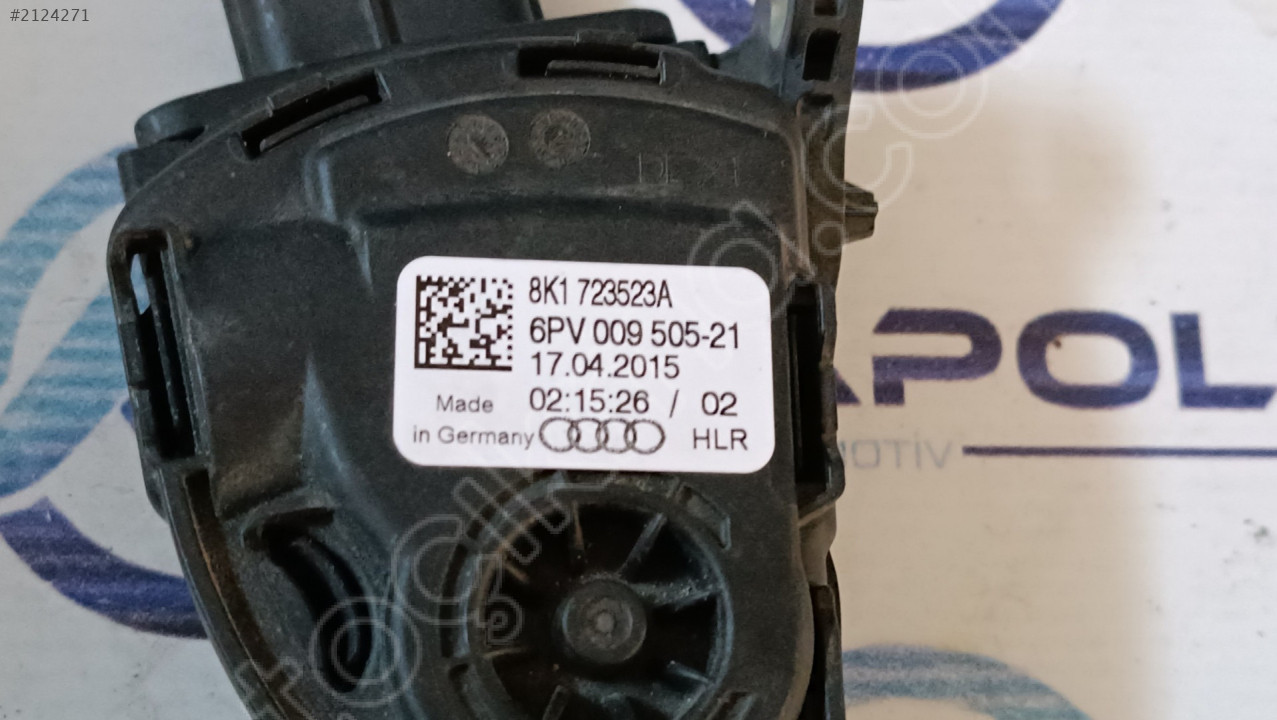 #2124271
8K1 723523A
6PV 009 505-21
17.04.2015
Made 02:15:26 / 02
in Germany HLR
APOL
MOTİV